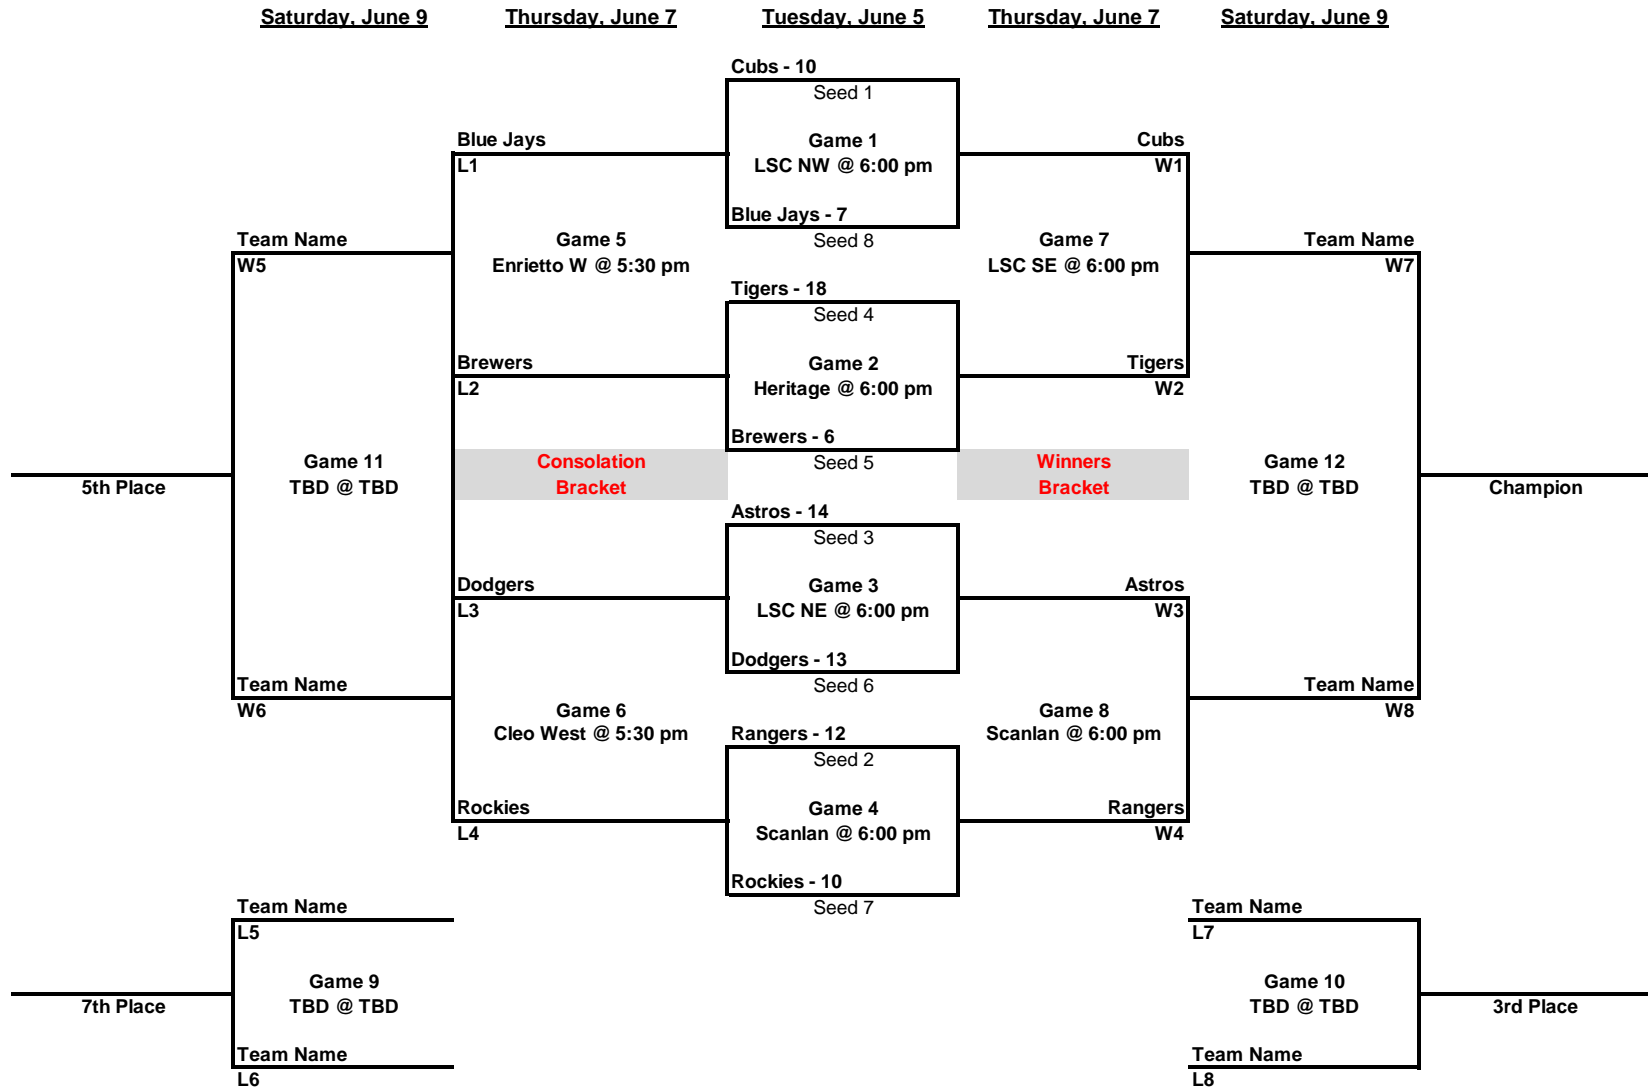 Saturday, June 9 Thursday, June 7 Tuesday, June 5 Thursday, June 7 Saturday, June 9
Cubs - 10
Seed 1
Blue Jays Game 1 Cubs
L1 LSC NW @ 6:00 pm W1
Blue Jays - 7
Team Name Game 5 Seed 8 Game 7 Team Name
W5 Enrietto W @ 5:30 pm LSC SE @ 6:00 pm W7
Tigers - 18
Seed 4
Brewers Game 2 Tigers
L2 Heritage @ 6:00 pm W2
Brewers - 6
Game 11 Consolation Seed 5 Winners Game 12
5th Place TBD @ TBD Bracket Bracket TBD @ TBD Champion
Astros - 14
Seed 3
Dodgers Game 3 Astros
L3 LSC NE @ 6:00 pm W3
Dodgers - 13
Team Name Seed 6 Team Name
W6 Game 6 Game 8 W8
Cleo West @ 5:30 pm Rangers - 12 Scanlan @ 6:00 pm
Seed 2
Rockies Game 4 Rangers
L4 Scanlan @ 6:00 pm W4
Rockies - 10
Team Name Seed 7 Team Name
L5 L7
Game 9 Game 10
7th Place TBD @ TBD TBD @ TBD 3rd Place
Team Name Team Name
L6 L8